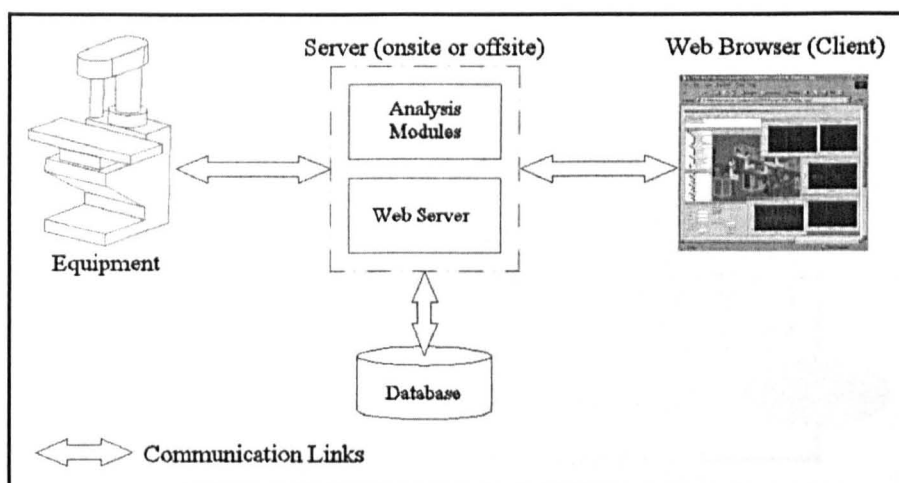 Server (onsite or offsite)
Web Browser (Client)
Analysis
Modules
Web Server
Equipment
Database
Communication Links